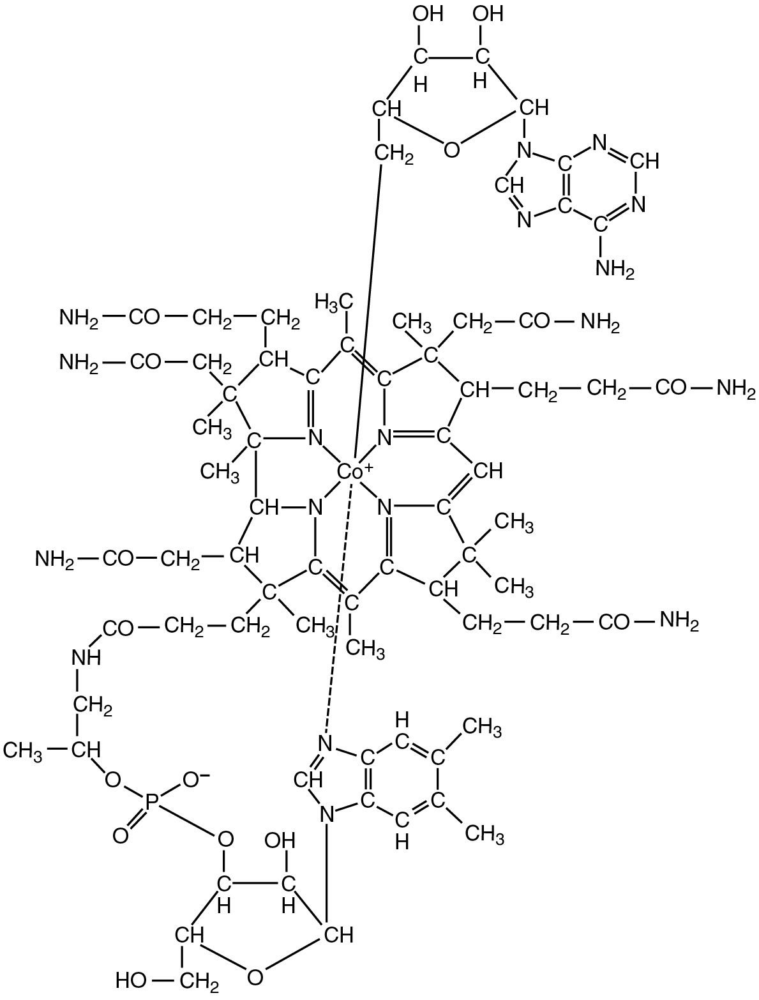 OH OH
C C
H H
CH CH
CH₂ O N N
C CH
CH
N C N
C
NH₂
H₃C
NH₂ CO CH₂ CH₂ CH₃ CH₂ CO NH₂
C C
NH₂ CO CH₂ CH C C
C CH CH₂ CH₂ CO NH₂
CH₃
C N N C
CH₃ Co⁺ CH
CH N N C
CH₃
NH₂ CO CH₂ CH C C C
C CH CH₃
C
CO CH₂ CH₂ CH₃ CH₂ CH₂ CO NH₂
NH CH₃
CH₂
H CH₃
CH₃ CH N C
C C
O O⁻ CH
P C C
N C
O O OH H CH₃
C C
H H
CH CH
HO CH₂ O